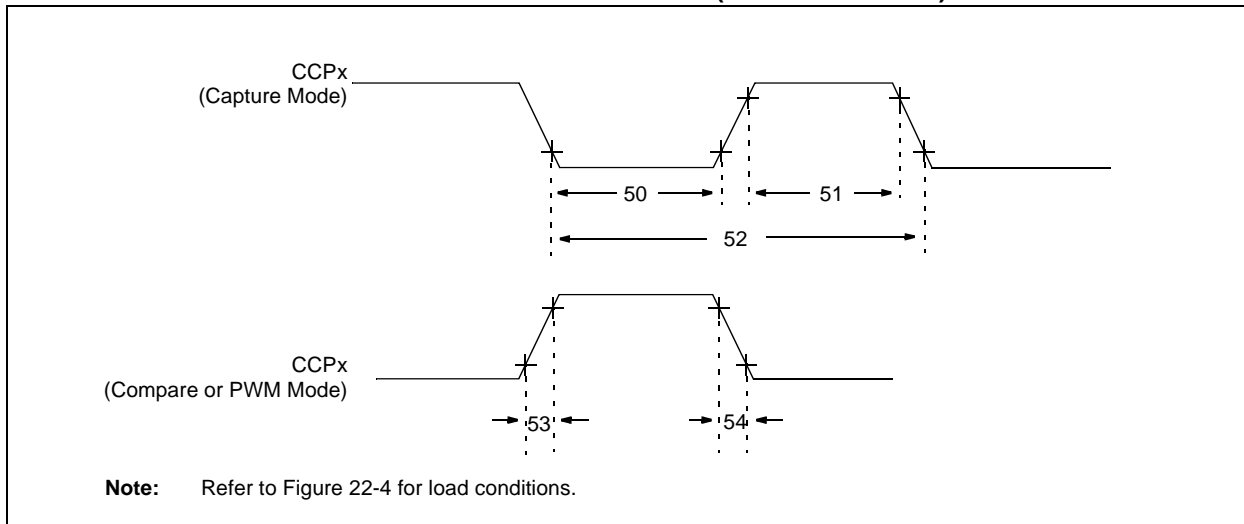 CCPx
(Capture Mode)
50
51
52
CCPx
(Compare or PWM Mode)
53
54
Note: Refer to Figure 22-4 for load conditions.